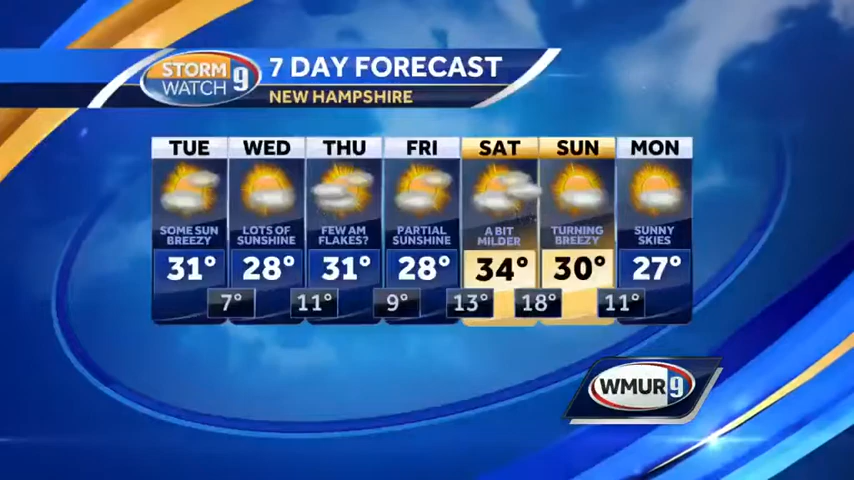 STORM
WATCH 9
7 DAY FORECAST
NEW HAMPSHIRE
TUE WED THU FRI SAT SUN MON
SOME SUN LOTS OF FEW AM PARTIAL A BIT TURNING SUNNY
BREEZY SUNSHINE FLAKES? SUNSHINE MILDER BREEZY SKIES
31° 28° 31° 28° 34° 30° 27°
7° 11° 9° 13° 18° 11°
WMUR 9